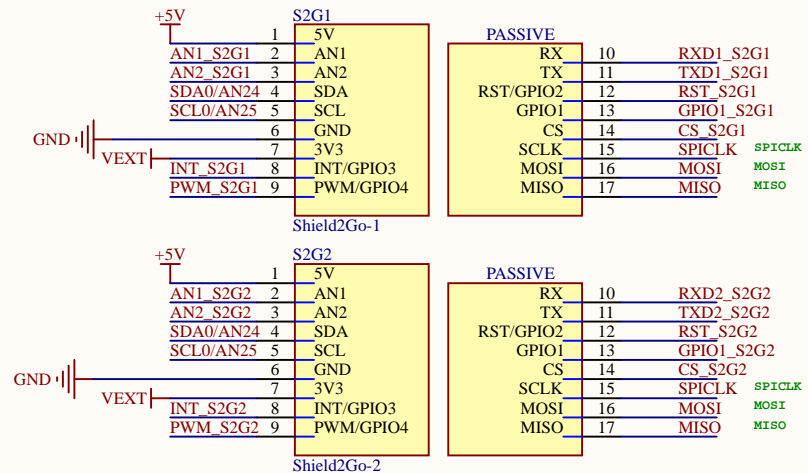 +5V S2G1
1 5V PASSIVE
AN1_S2G1 2 AN1 RX 10 RXD1_S2G1
AN2_S2G1 3 AN2 TX 11 TXD1_S2G1
SDA0/AN24 4 SDA RST/GPIO2 12 RST_S2G1
SCL0/AN25 5 SCL GPIO1 13 GPIO1_S2G1
GND 6 GND CS 14 CS_S2G1
VEXT 7 3V3 SCLK 15 SPICLK SPICLK
INT_S2G1 8 INT/GPIO3 MOSI 16 MOSI MOSI
PWM_S2G1 9 PWM/GPIO4 MISO 17 MISO MISO
Shield2Go-1
+5V S2G2
1 5V PASSIVE
AN1_S2G2 2 AN1 RX 10 RXD2_S2G2
AN2_S2G2 3 AN2 TX 11 TXD2_S2G2
SDA0/AN24 4 SDA RST/GPIO2 12 RST_S2G2
SCL0/AN25 5 SCL GPIO1 13 GPIO1_S2G2
GND 6 GND CS 14 CS_S2G2
VEXT 7 3V3 SCLK 15 SPICLK SPICLK
INT_S2G2 8 INT/GPIO3 MOSI 16 MOSI MOSI
PWM_S2G2 9 PWM/GPIO4 MISO 17 MISO MISO
Shield2Go-2